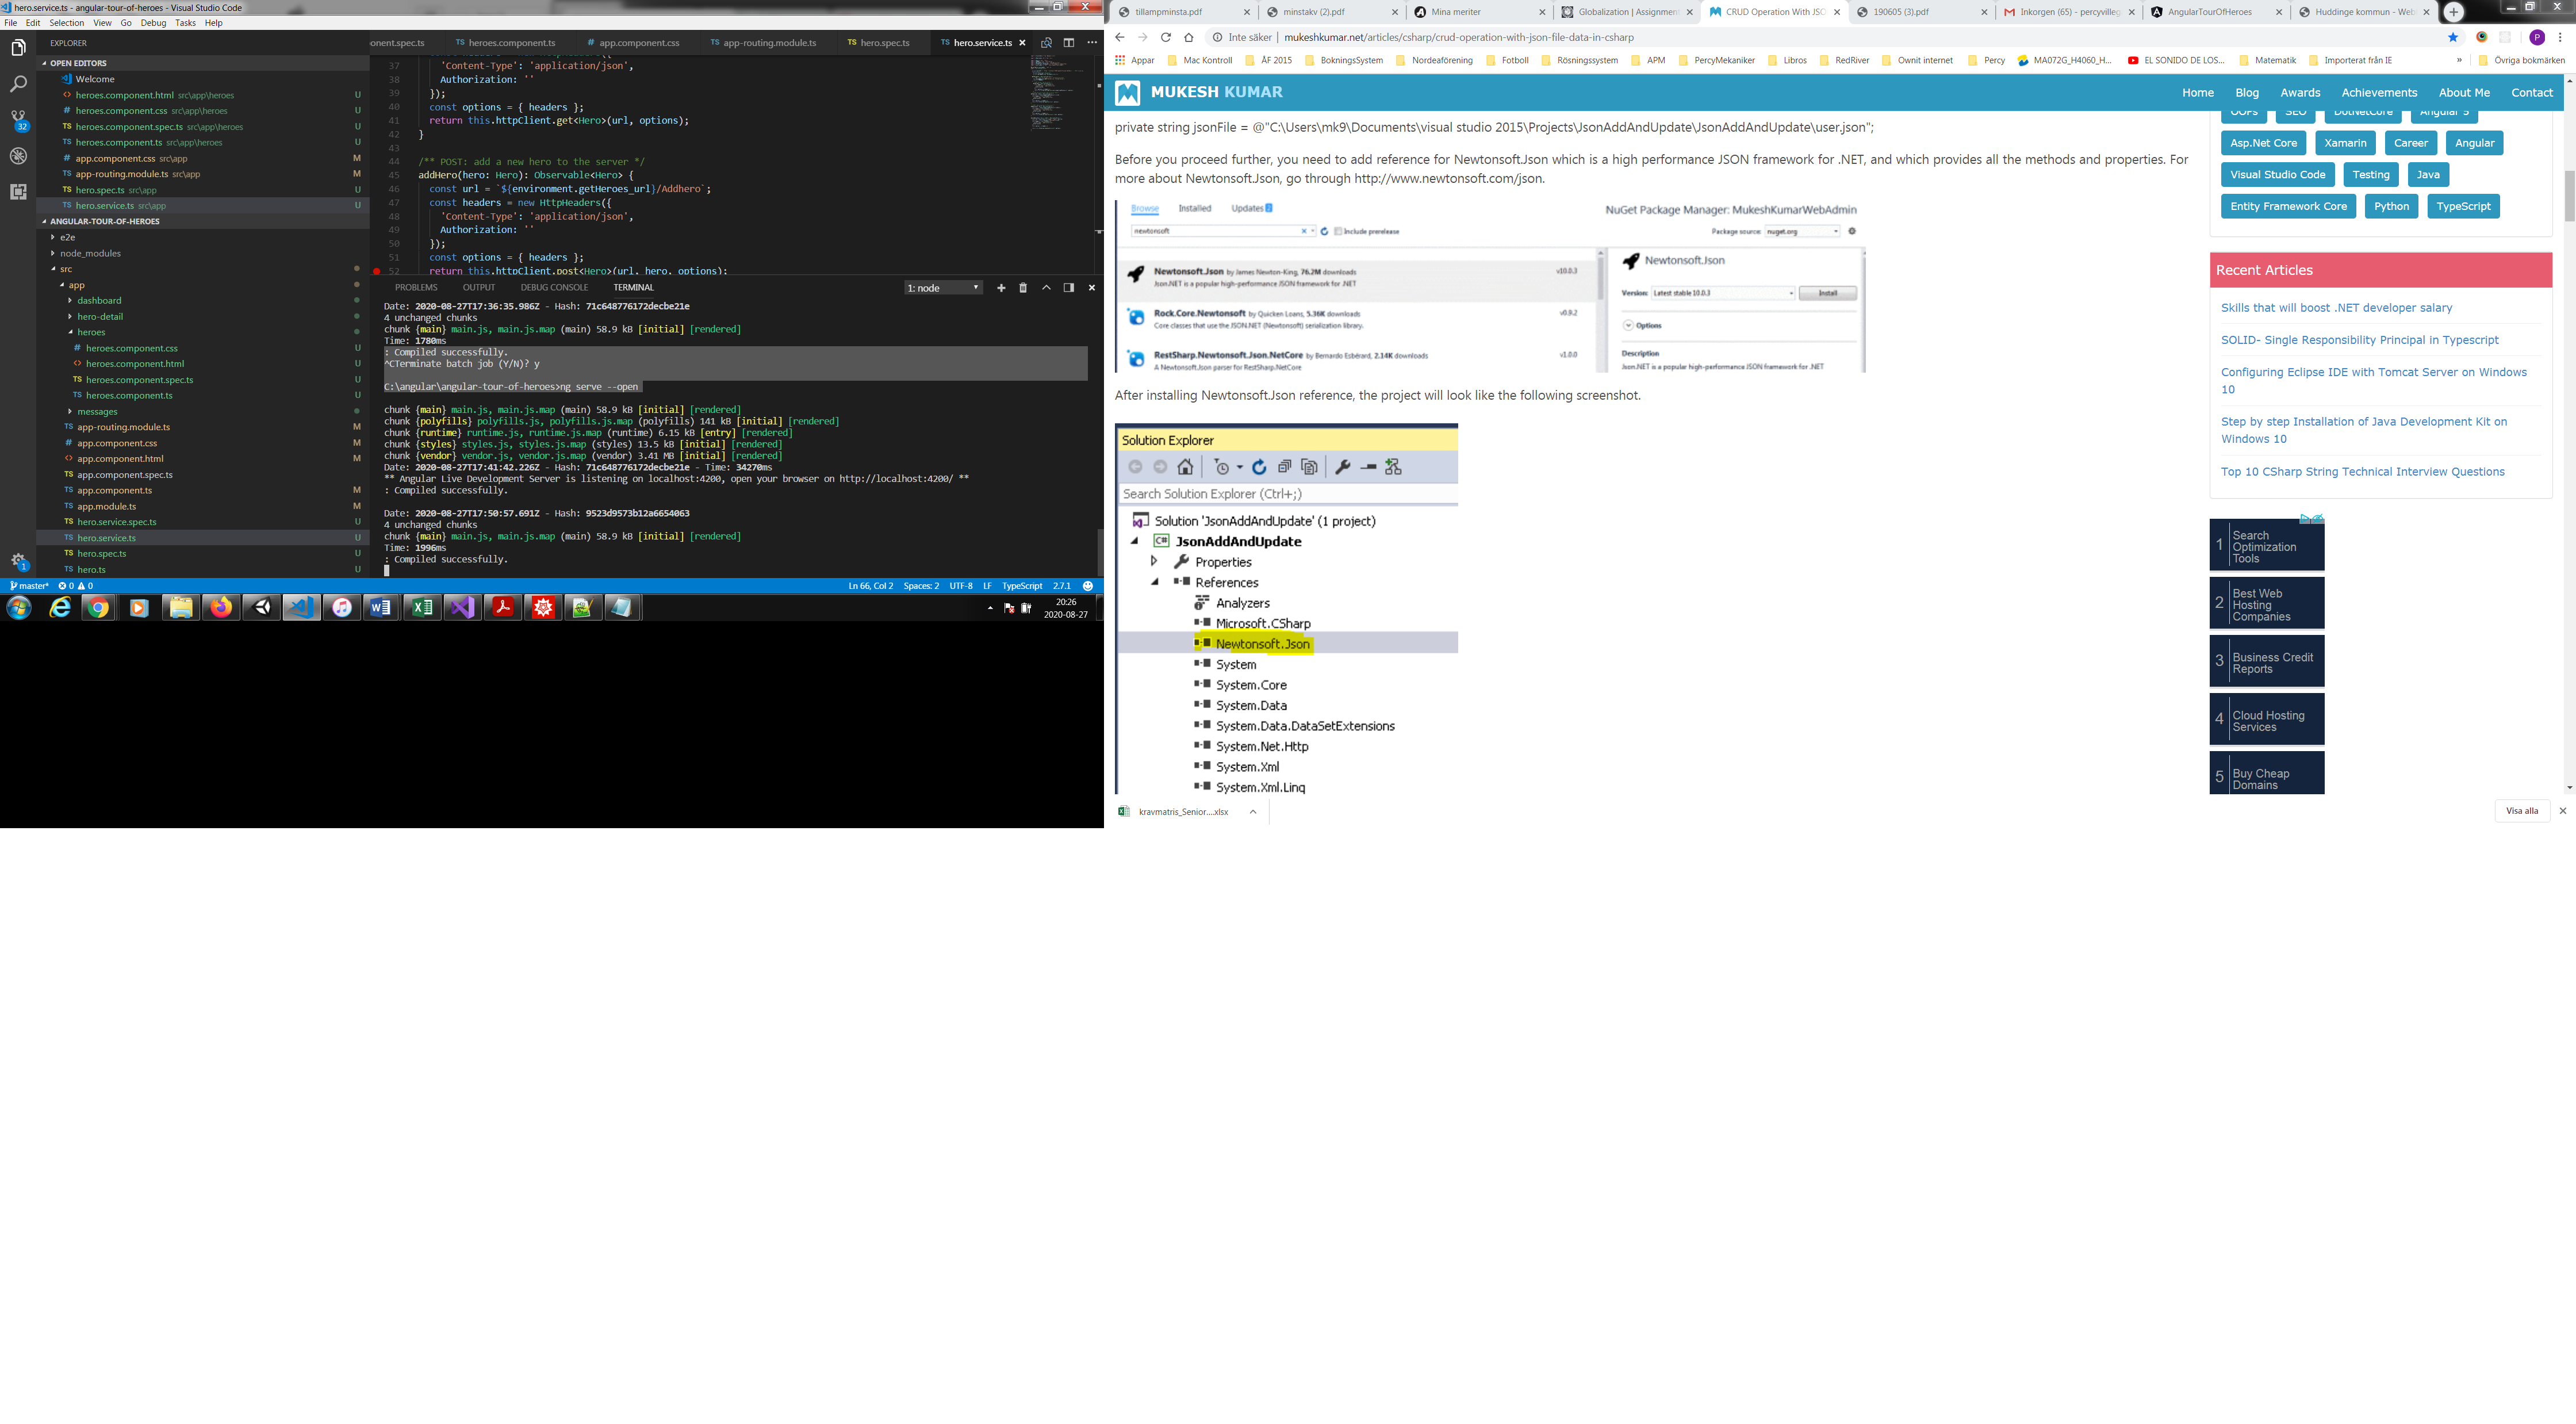 hero.service.ts - angular-tour-of-heroes - Visual Studio Code
File Edit Selection View Go Debug Tasks Help
EXPLORER
OPEN EDITORS
Welcome
heroes.component.html src\app\heroes U
heroes.component.css src\app\heroes U
heroes.component.spec.ts src\app\heroes U
heroes.component.ts src\app\heroes U
app.component.css src\app M
app-routing.module.ts src\app M
hero.spec.ts src\app U
hero.service.ts src\app U
ANGULAR-TOUR-OF-HEROES
e2e
node_modules
src
app
dashboard
hero-detail
heroes
heroes.component.css U
heroes.component.html U
heroes.component.spec.ts U
heroes.component.ts U
messages
app-routing.module.ts M
app.component.css M
app.component.html M
app.component.spec.ts
app.component.ts M
app.module.ts M
hero.service.spec.ts U
hero.service.ts U
hero.spec.ts U
hero.ts U
32
1
onent.spec.ts heroes.component.ts app.component.css app-routing.module.ts hero.spec.ts hero.service.ts
37 'Content-Type': 'application/json',
38 Authorization: ''
39 });
40 const options = { headers };
41 return this.httpClient.get<Hero>(url, options);
42 }
43
44 /** POST: add a new hero to the server */
45 addHero(hero: Hero): Observable<Hero> {
46 const url = `${environment.getHeroes_url}/Addhero`;
47 const headers = new HttpHeaders({
48 'Content-Type': 'application/json',
49 Authorization: ''
50 });
51 const options = { headers };
52 return this.httpClient.post<Hero>(url, hero, options);
PROBLEMS OUTPUT DEBUG CONSOLE TERMINAL 1: node
Date: 2020-08-27T17:36:35.986Z - Hash: 71c648776172decbe21e
4 unchanged chunks
chunk {main} main.js, main.js.map (main) 58.9 kB [initial] [rendered]
Time: 1780ms
: Compiled successfully.
^CTerminate batch job (Y/N)? y
C:\angular\angular-tour-of-heroes>ng serve --open
chunk {main} main.js, main.js.map (main) 58.9 kB [initial] [rendered]
chunk {polyfills} polyfills.js, polyfills.js.map (polyfills) 141 kB [initial] [rendered]
chunk {runtime} runtime.js, runtime.js.map (runtime) 6.15 kB [entry] [rendered]
chunk {styles} styles.js, styles.js.map (styles) 13.5 kB [initial] [rendered]
chunk {vendor} vendor.js, vendor.js.map (vendor) 3.41 MB [initial] [rendered]
Date: 2020-08-27T17:41:42.226Z - Hash: 71c648776172decbe21e - Time: 34270ms
** Angular Live Development Server is listening on localhost:4200, open your browser on http://localhost:4200/ **
: Compiled successfully.
Date: 2020-08-27T17:50:57.691Z - Hash: 9523d9573b12a6654063
4 unchanged chunks
chunk {main} main.js, main.js.map (main) 58.9 kB [initial] [rendered]
Time: 1996ms
: Compiled successfully.
master* 0 0 Ln 66, Col 2 Spaces: 2 UTF-8 LF TypeScript 2.7.1
20:26
2020-08-27
tillampminsta.pdf minstakv (2).pdf Mina meriter Globalization | Assignment CRUD Operation With JSO 190605 (3).pdf Inkorgen (65) - percyvilleg AngularTourOfHeroes Huddinge kommun - Web
Inte säker | mukeshkumar.net/articles/csharp/crud-operation-with-json-file-data-in-csharp P
Appar Mac Kontroll ÅF 2015 BokningsSystem Nordeaförening Fotboll Rösningssystem APM PercyMekaniker Libros RedRiver Ownit internet Percy MA072G_H4060_H... EL SONIDO DE LOS... Matematik Importerat från IE » Övriga bokmärken
MUKESH KUMAR Home Blog Awards Achievements About Me Contact
private string jsonFile = @"C:\Users\mk9\Documents\visual studio 2015\Projects\JsonAddAndUpdate\JsonAddAndUpdate\user.json";
Before you proceed further, you need to add reference for Newtonsoft.Json which is a high performance JSON framework for .NET, and which provides all the methods and properties. For
more about Newtonsoft.Json, go through http://www.newtonsoft.com/json.
Browse Installed Updates 2 NuGet Package Manager: MukeshKumarWebAdmin
newtonsoft Include prerelease Package source: nuget.org
Newtonsoft.Json by James Newton-King, 76.2M downloads v10.0.3
Json.NET is a popular high-performance JSON framework for .NET
Rock.Core.Newtonsoft by Quicken Loans, 5.36K downloads v0.9.2
Core classes that use the JSON.NET (Newtonsoft) serialization library.
RestSharp.Newtonsoft.Json.NetCore by Bernardo Esbérard, 2.14K downloads v1.0.0
A Newtonsoft.Json parser for RestSharp.NetCore
Newtonsoft.Json
Version: Latest stable 10.0.3 Install
Options
Description
Json.NET is a popular high-performance JSON framework for .NET
After installing Newtonsoft.Json reference, the project will look like the following screenshot.
Solution Explorer
Search Solution Explorer (Ctrl+;)
Solution 'JsonAddAndUpdate' (1 project)
JsonAddAndUpdate
Properties
References
Analyzers
Microsoft.CSharp
Newtonsoft.Json
System
System.Core
System.Data
System.Data.DataSetExtensions
System.Net.Http
System.Xml
System.Xml.Linq
OOPs SEO DotNetCore Angular 5
Asp.Net Core Xamarin Career Angular
Visual Studio Code Testing Java
Entity Framework Core Python TypeScript
Recent Articles
Skills that will boost .NET developer salary
SOLID- Single Responsibility Principal in Typescript
Configuring Eclipse IDE with Tomcat Server on Windows
10
Step by step Installation of Java Development Kit on
Windows 10
Top 10 CSharp String Technical Interview Questions
1 Search
Optimization
Tools
2 Best Web
Hosting
Companies
3 Business Credit
Reports
4 Cloud Hosting
Services
5 Buy Cheap
Domains
kravmatris_Senior....xlsx Visa alla